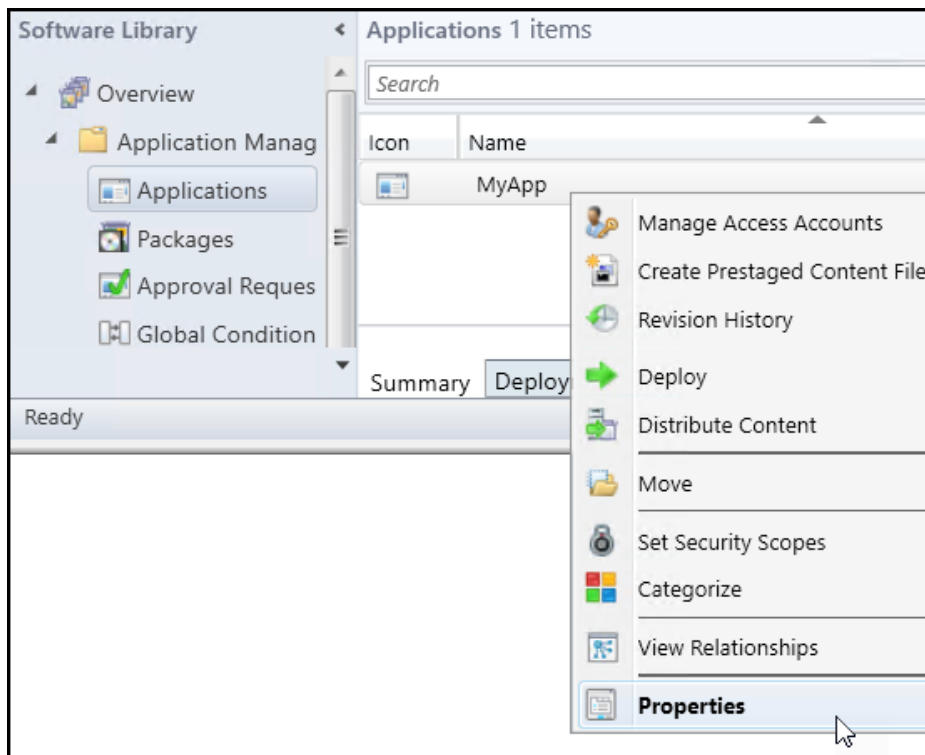 Software Library
Applications 1 items
Search
Overview
Application Manag
Icon Name
Applications
MyApp
Packages
Approval Reques
Global Condition
Manage Access Accounts
Create Prestaged Content File
Revision History
Deploy
Distribute Content
Move
Set Security Scopes
Categorize
View Relationships
Properties
Summary Deploy
Ready